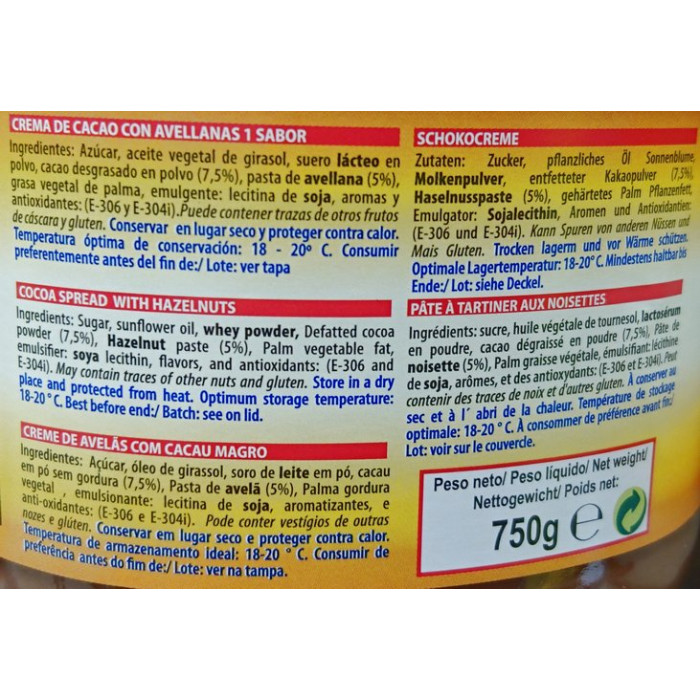 CREMA DE CACAO CON AVELLANAS 1 SABOR
Ingredientes: Azúcar, aceite vegetal de girasol, suero lácteo en
polvo, cacao desgrasado en polvo (7,5%), pasta de avellana (5%),
grasa vegetal de palma, emulgente: lecitina de soja, aromas y
antioxidantes: (E-306 y E-304i).Puede contener trazas de otros frutos
de cáscara y gluten. Conservar en lugar seco y proteger contra calor.
Temperatura óptima de conservación: 18 - 20º C. Consumir
preferentemente antes del fin de:/ Lote: ver tapa
COCOA SPREAD WITH HAZELNUTS
Ingredients: Sugar, sunflower oil, whey powder, Defatted cocoa
powder (7,5%), Hazelnut paste (5%), Palm vegetable fat,
emulsifier: soya lecithin, flavors, and antioxidants: (E-306 and
E-304i). May contain traces of other nuts and gluten. Store in a dry
place and protected from heat. Optimum storage temperature:
18-20° C. Best before end:/ Batch: see on lid.
CREME DE AVELÃS COM CACAU MAGRO
Ingredientes: Açúcar, óleo de girassol, soro de leite em pó, cacau
em pó sem gordura (7,5%), Pasta de avelã (5%), Palma gordura
vegetal , emulsionante: lecitina de soja, aromatizantes, e
anti-oxidantes: (E-306 e E-304i). Pode conter vestígios de outras
nozes e glúten. Conservar em lugar seco e proteger contra calor.
Temperatura de armazenamento ideal: 18-20 ° C. Consumir de
preferência antes do fim de:/ Lote: ver na tampa.
SCHOKOCREME
Zutaten: Zucker, pflanzliches Öl Sonnenblume,
Molkenpulver, entfetteter Kakaopulver (7,5%),
Haselnusspaste (5%), gehärtetes Palm Pflanzenfett,
Emulgator: Sojalecithin, Aromen und Antioxidantien:
(E-306 und E-304i). Kann Spuren von anderen Nüssen und
Mais Gluten. Trocken lagerm und vor Wärme schützen.
Optimale Lagertemperatur: 18-20° C. Mindestens haltbar bis
Ende:/ Lot: siehe Deckel.
PÂTE À TARTINER AUX NOISETTES
Ingrédients: sucre, huile végétale de tournesol, lactosérum
en poudre, cacao dégraissé en poudre (7,5%), Pâte de
noisette (5%), Palm graisse végétale, émulsifiant: lécithine
de soja, arômes, et des antioxydants: (E-306 et E-304i). Peut
contenir des traces de noix et d'autres gluten. À conserver au
sec et à l´ abri de la chaleur. Température de stockage
optimale: 18-20 ° C. À consommer de préférence avant fin:/
Lot: voir sur le couvercle.
Peso neto/ Peso líquido/ Net weight/
Nettogewicht/ Poids net:
750g ℮